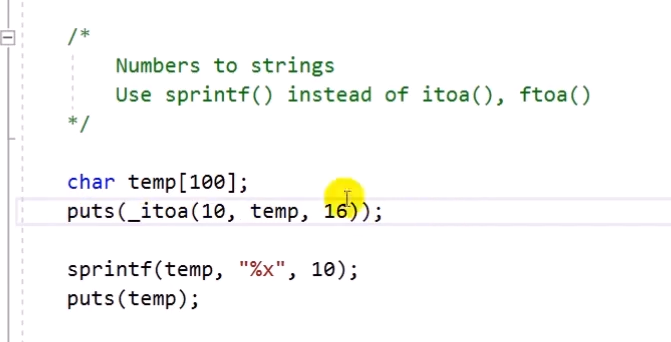 /*
Numbers to strings
Use sprintf() instead of itoa(), ftoa()
*/
char temp[100];
puts(_itoa(10, temp, 16));
sprintf(temp, "%x", 10);
puts(temp);